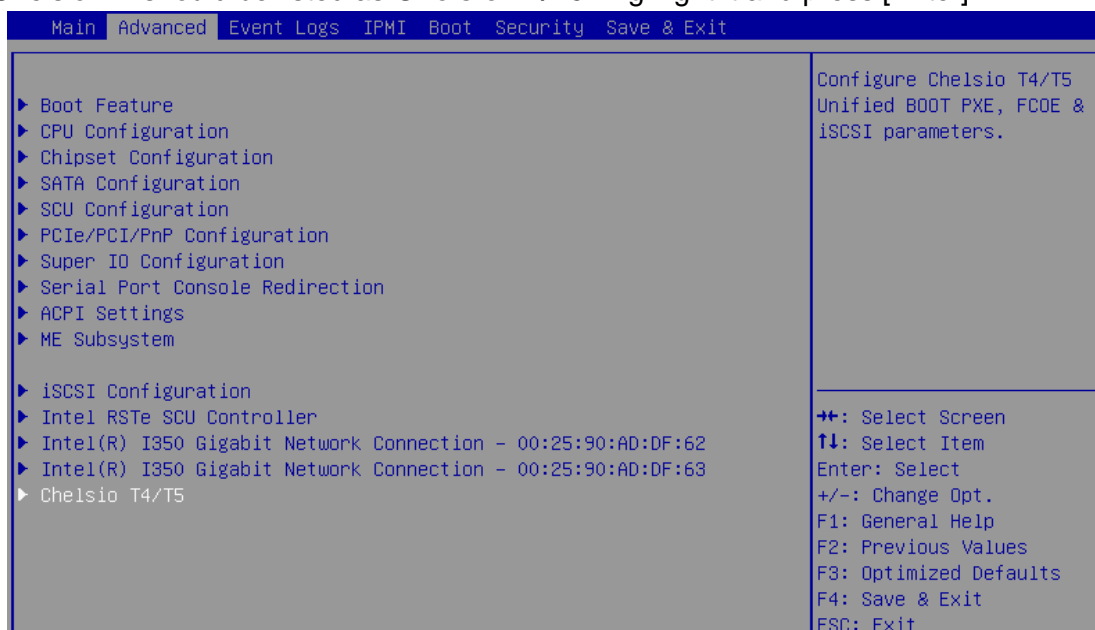 Main Advanced Event Logs IPMI Boot Security Save & Exit
▶ Boot Feature
▶ CPU Configuration
▶ Chipset Configuration
▶ SATA Configuration
▶ SCU Configuration
▶ PCIe/PCI/PnP Configuration
▶ Super IO Configuration
▶ Serial Port Console Redirection
▶ ACPI Settings
▶ ME Subsystem
▶ iSCSI Configuration
▶ Intel RSTe SCU Controller
▶ Intel(R) I350 Gigabit Network Connection - 00:25:90:AD:DF:62
▶ Intel(R) I350 Gigabit Network Connection - 00:25:90:AD:DF:63
▶ Chelsio T4/T5
Configure Chelsio T4/T5
Unified BOOT PXE, FCOE &
iSCSI parameters.
→←: Select Screen
↑↓: Select Item
Enter: Select
+/-: Change Opt.
F1: General Help
F2: Previous Values
F3: Optimized Defaults
F4: Save & Exit
ESC: Exit